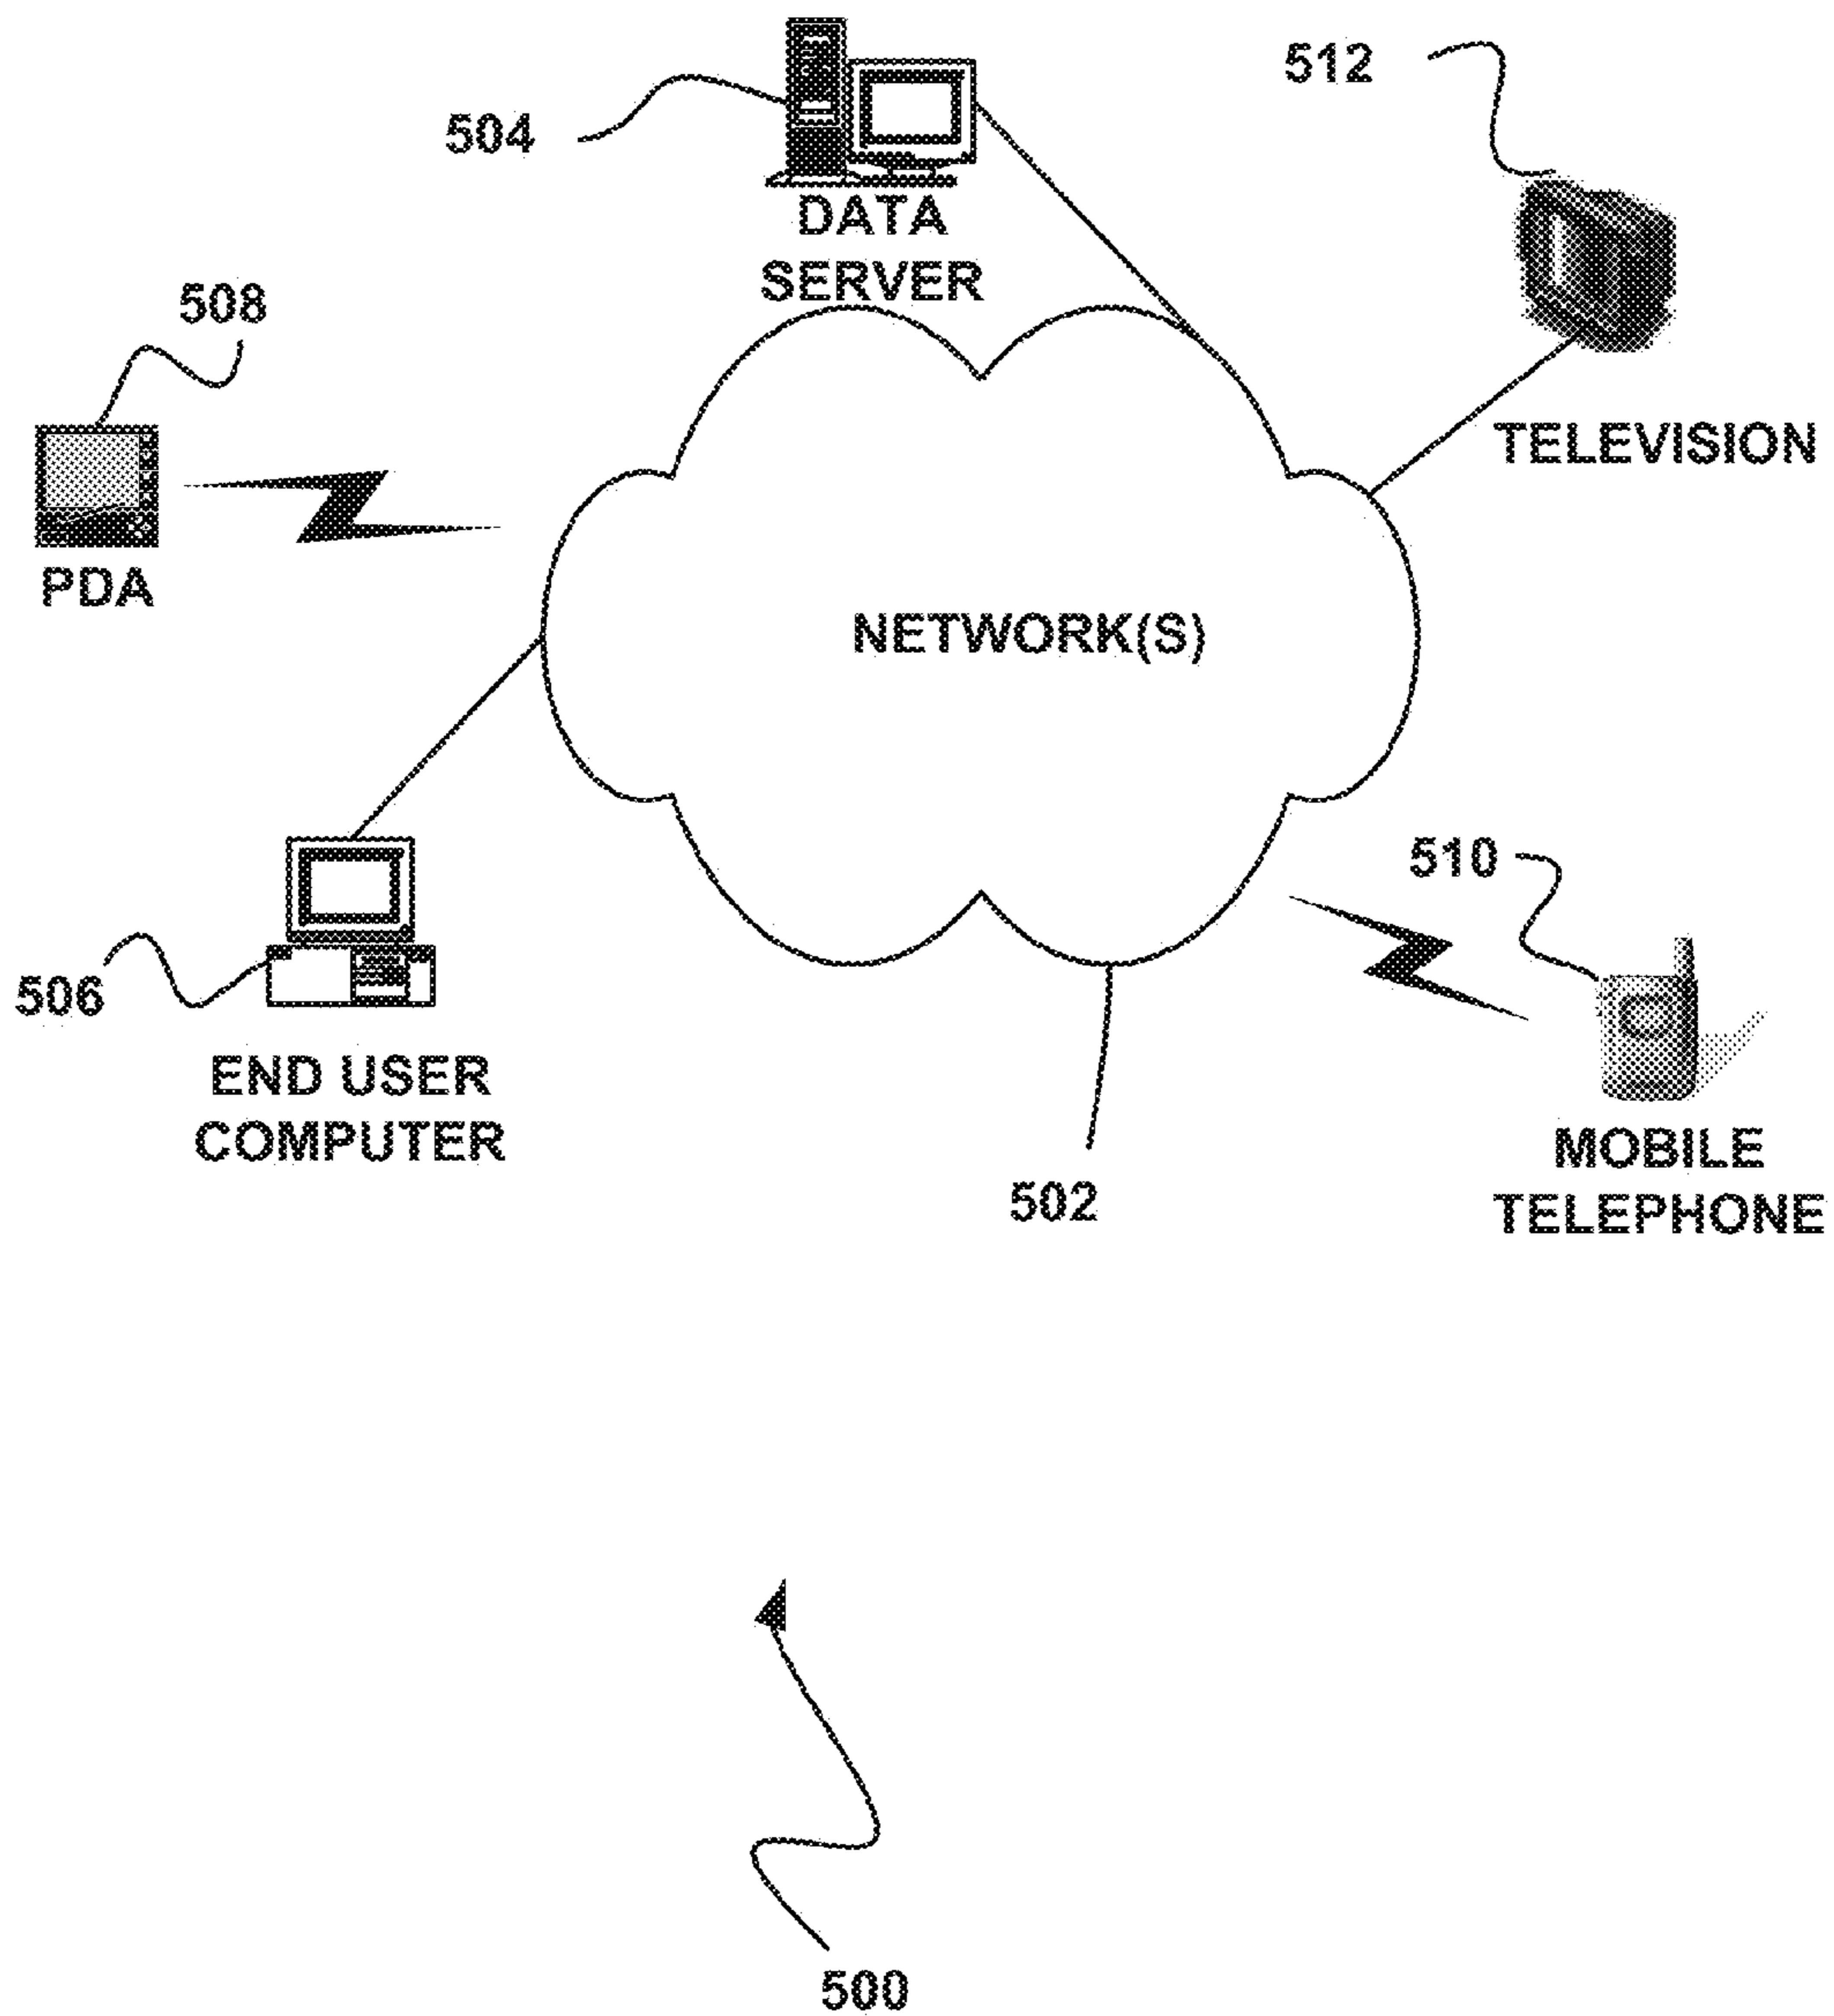 512
504
DATA
SERVER
508
TELEVISION
PDA
NETWORK(S)
510
506
END USER
COMPUTER
MOBILE
TELEPHONE
502
500